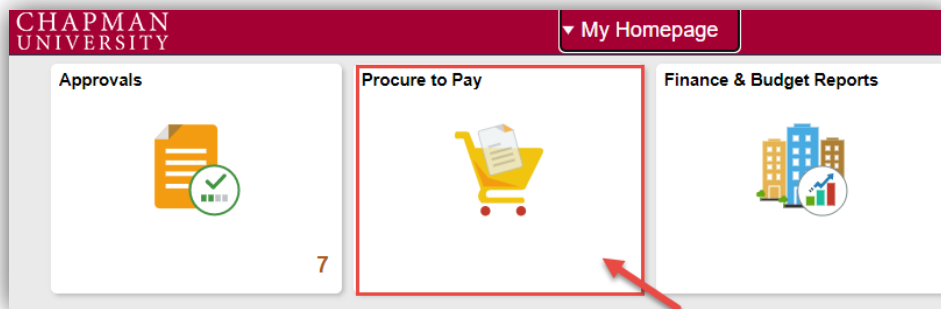 CHAPMAN
UNIVERSITY
▾ My Homepage
Approvals
Procure to Pay
Finance & Budget Reports
7